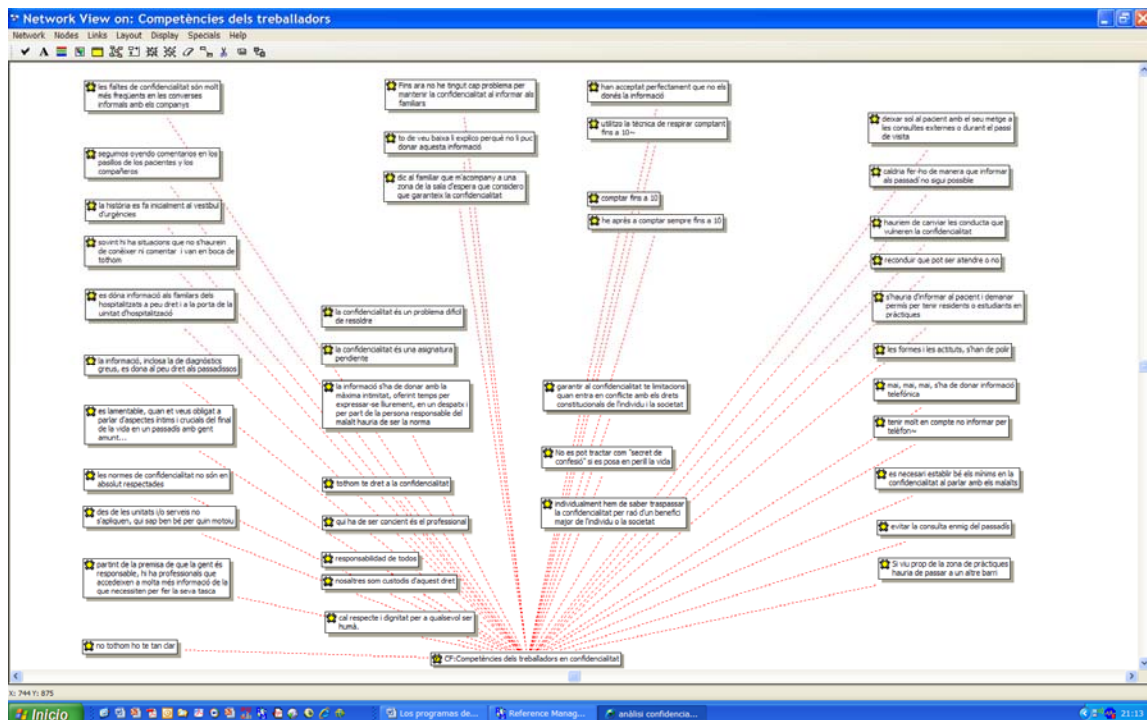 Network View on: Competències dels treballadors
Network Nodes Links Layout Display Specials Help
les faltes de confidencialitat són molt
més freqüents en les converses
informals amb els companys
seguimos oyendo comentarios en los
pasillos de los pacientes y los
compañeros
la història es fa inicialment al vestíbul
d'urgències
sovint hi ha situacions que no s'haurein
de conèixer ni comentar i van en boca de
tothom
es dóna informació als familars dels
hospitalitzats a peu dret i a la porta de la
unitat d'hospitalització
la informació, inclosa la de diagnòstics
greus, es dona al peu dret als passadissos
es lamentable, quan et veus obligat a
parlar d'aspectes intims i crucials del final
de la vida en un passadís amb gent
amunt...
les normes de confidencialitat no són en
absolut respectades
des de les unitats i/o serveis no
s'apliquen, qui sap ben bé per quin motoiu
partint de la premisa de que la gent és
responsable, hi ha professionals que
accedeixen a molta més informació de la
que necessiten per fer la seva tasca
no tothom ho te tan clar
la confidencialitat és un problema dificil
de resoldre
la confidencialitat és una asignatura
pendiente
la informació s'ha de donar amb la
màxima intimitat, oferint temps per
expressar-se lliurement, en un despatx i
per part de la persona responsable del
malalt hauria de ser la norma
tothom te dret a la confidencialitat
qui ha de ser concient és el professional
responsabilidad de todos
nosaltres som custodis d'aquest dret
cal respecte i dignitat per a qualsevol ser
humà.
Fins ara no he tingut cap problema per
mantenir la confidencialitat al informar als
familiars
to de veu baixa li explico perquè no li puc
donar aquesta informació
dic al familiar que m'acompany a una
zona de la sala d'espera que considero
que garanteix la confidencialitat
han acceptat perfectament que no els
donés la informació
utilitzo la tècnica de respirar comptant
fins a 10~
comptar fins a 10
he aprés a comptar sempre fins a 10
garantir al confidencialitat te limitacions
quan entra en conflicte amb els drets
constitucionals de l'individu i la societat
No es pot tractar com "secret de
confesió" si es posa en perill la vida
individualment hem de saber traspassar
la confidencialitat per raó d'un benefici
major de l'individu o la societat
deixar sol al pacient amb el seu metge a
les consultes externes o durant el passi
de visita
caldria fer-ho de manera que informar
als passadí no sigui possible
hauriem de canviar les conducta que
vulneren la confidencialitat
reconduir que pot ser atendre o no
s'hauria d'informar al pacient i demanar
permís per tenir residents o estudiants en
pràctiques
les formes i les actituts, s'han de polir
mai, mai, mai, s'ha de donar informació
telefònica
tenir molt en compte no informar per
telèfon~
es necesari establir bé els mínims en la
confidencialitat al parlar amb els malalts
evitar la consulta enmig del passadís
Si viu prop de la zona de pràctiques
hauria de passar a un altre barri
CF:Competències dels treballadors en confidencialitat
X: 744 Y: 875
Inicio
Los programas de...
Reference Manag...
anàlisi confidencia...
21:13